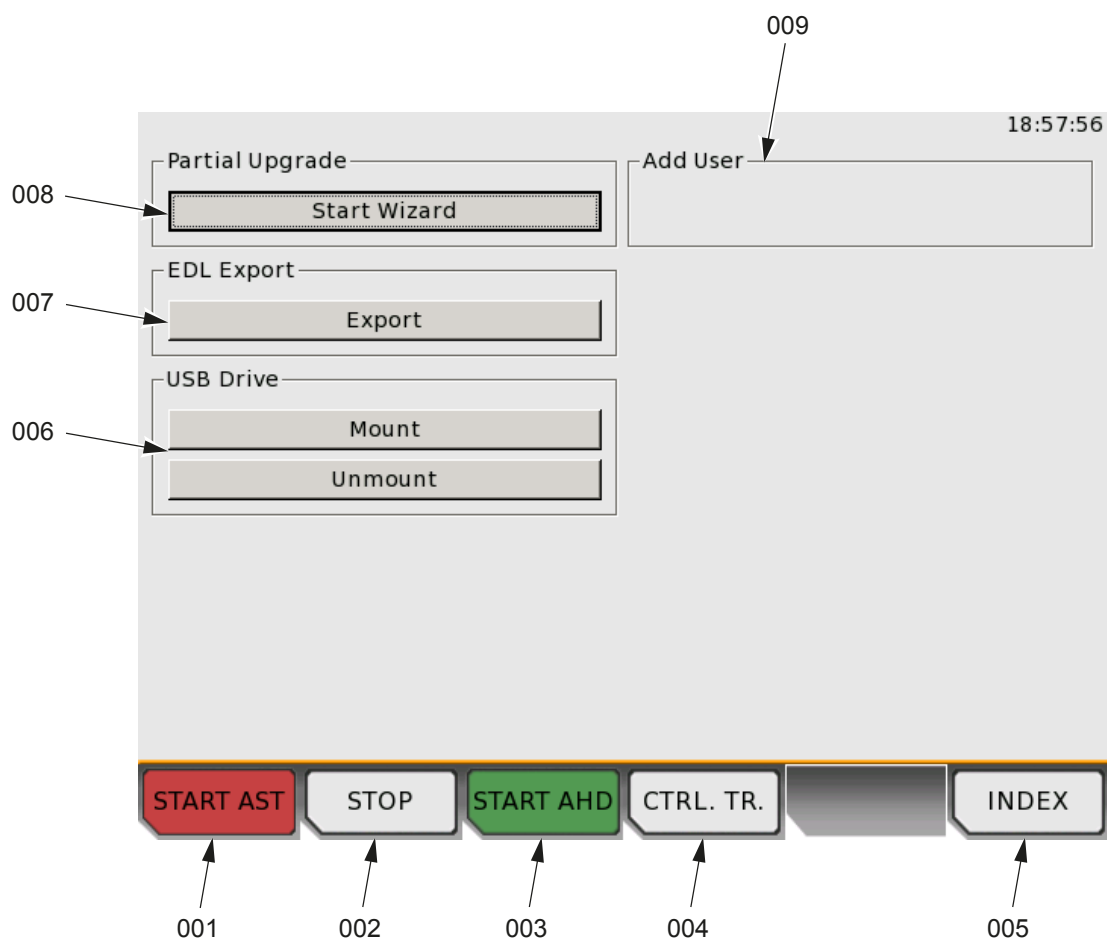 009
18:57:56
Partial Upgrade
Add User
008
Start Wizard
EDL Export
007
Export
USB Drive
006
Mount
Unmount
START AST
STOP
START AHD
CTRL. TR.
INDEX
001
002
003
004
005